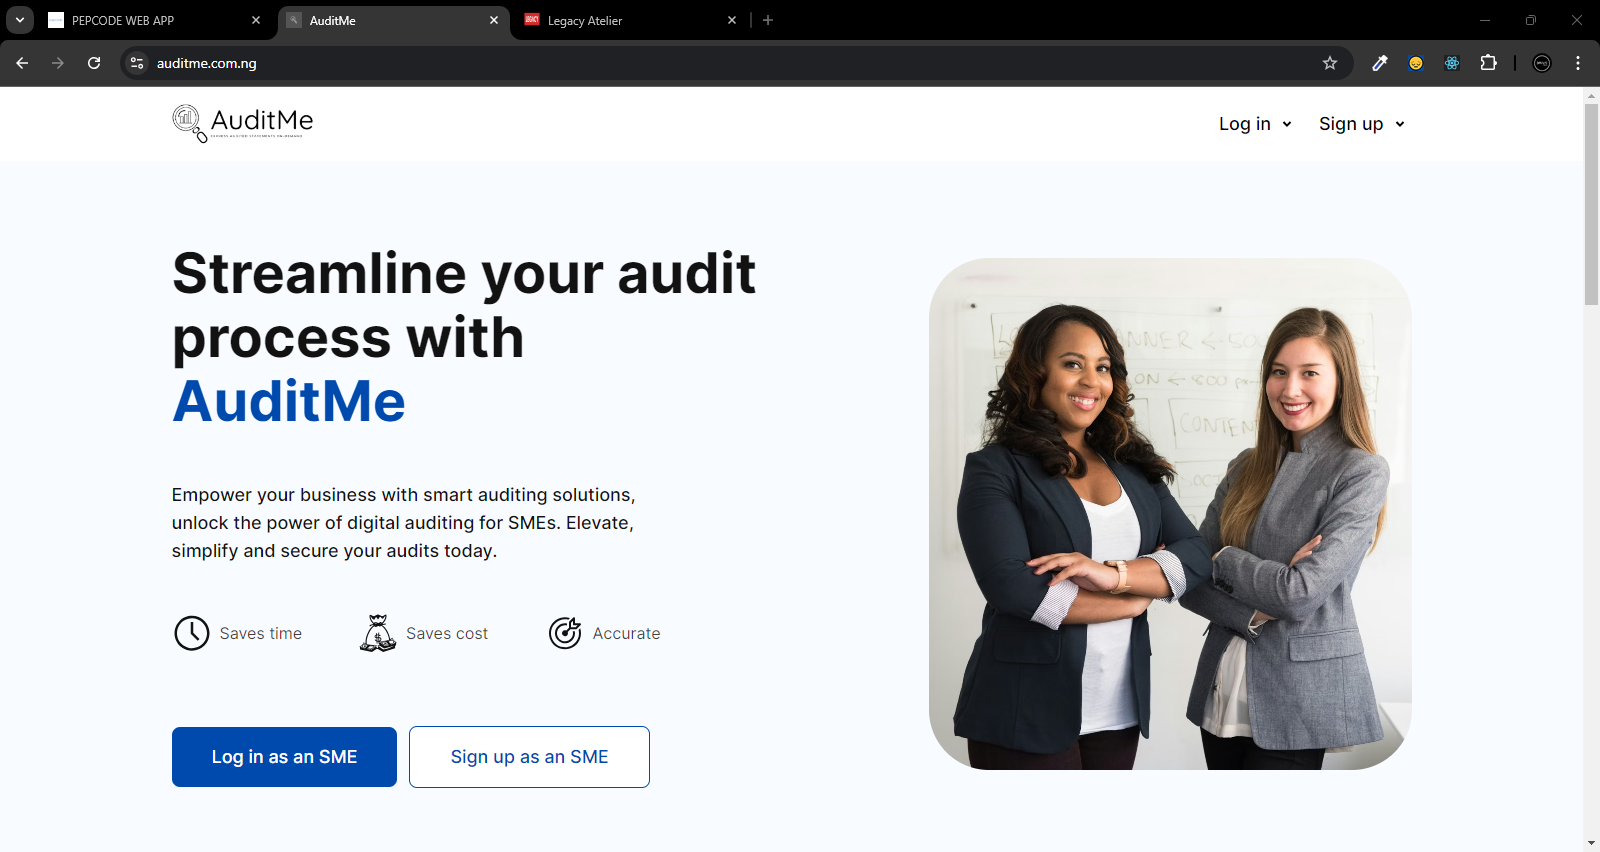 PEPCODE WEB APP
AuditMe
Legacy Atelier
auditme.com.ng
AuditMe
Log in
Sign up
Streamline your audit
process with
AuditMe
Empower your business with smart auditing solutions,
unlock the power of digital auditing for SMEs. Elevate,
simplify and secure your audits today.
Saves time
Saves cost
Accurate
Log in as an SME
Sign up as an SME